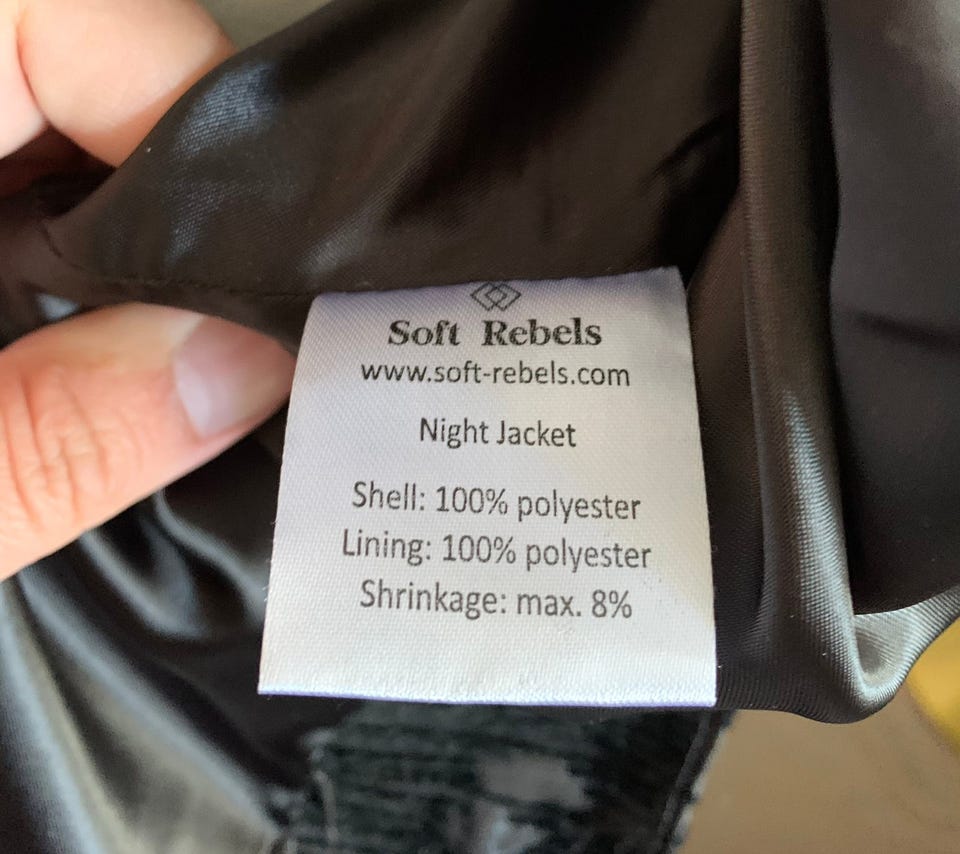 Soft Rebels
www.soft-rebels.com
Night Jacket
Shell: 100% polyester
Lining: 100% polyester
Shrinkage: max. 8%